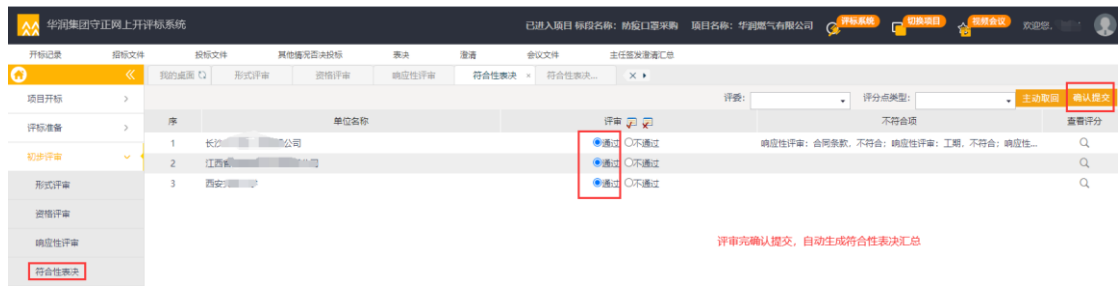 华润集团守正网上开评标系统 已进入项目 标段名称：防疫口罩采购 项目名称：华润燃气有限公司 评标系统 切换项目 视频会议 欢迎您.
开标记录 招标文件 投标文件 其他情况否决投标 表决 澄清 会议文件 主任签发澄清汇总
我的桌面 形式评审 资格评审 响应性评审 符合性表决 × 符合性表决... ×
项目开标 评委： 评分点类型： 主动取回 确认提交
评标准备 序 单位名称 评审 不符合项 查看评分
1 长沙 公司 通过 不通过 响应性评审：合同条款，不符合；响应性评审：工期，不符合；响应性...
初步评审 2 江西 通过 不通过
形式评审 3 西安 通过 不通过
资格评审
响应性评审 评审完确认提交，自动生成符合性表决汇总
符合性表决